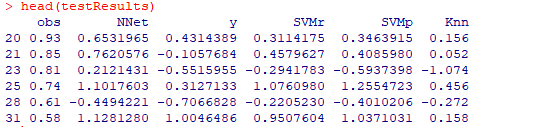 > head(testResults)
obs NNet y SVMr SVMp Knn
20 0.93 0.6531965 0.4314389 0.3114175 0.3463915 0.156
21 0.85 0.7620576 -0.1057684 0.4579627 0.4085980 0.052
23 0.81 0.2121431 -0.5515955 -0.2941783 -0.5937398 -1.074
25 0.74 1.1017603 0.3127133 1.0760980 1.2554723 0.456
28 0.61 -0.4494221 -0.7066828 -0.2205230 -0.4010206 -0.272
31 0.58 1.1281280 1.0046486 0.9507604 1.0371031 0.158